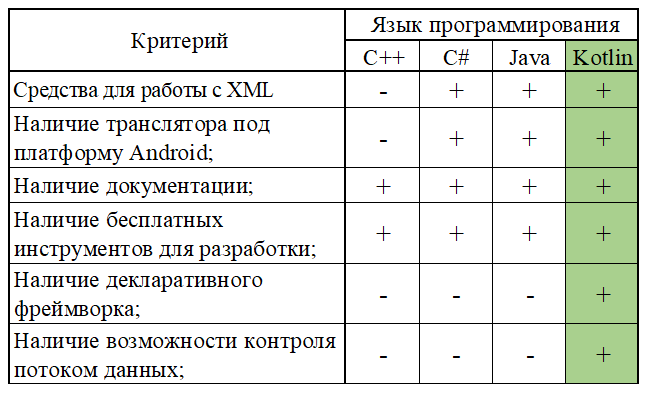 Критерий
Язык программирования
C++ C# Java Kotlin
Средства для работы с XML - + + +
Наличие транслятора под
платформу Android; - + + +
Наличие документации; + + + +
Наличие бесплатных
инструментов для разработки; + + + +
Наличие декларативного
фреймворка; - - - +
Наличие возможности контроля
потоком данных; - - - +